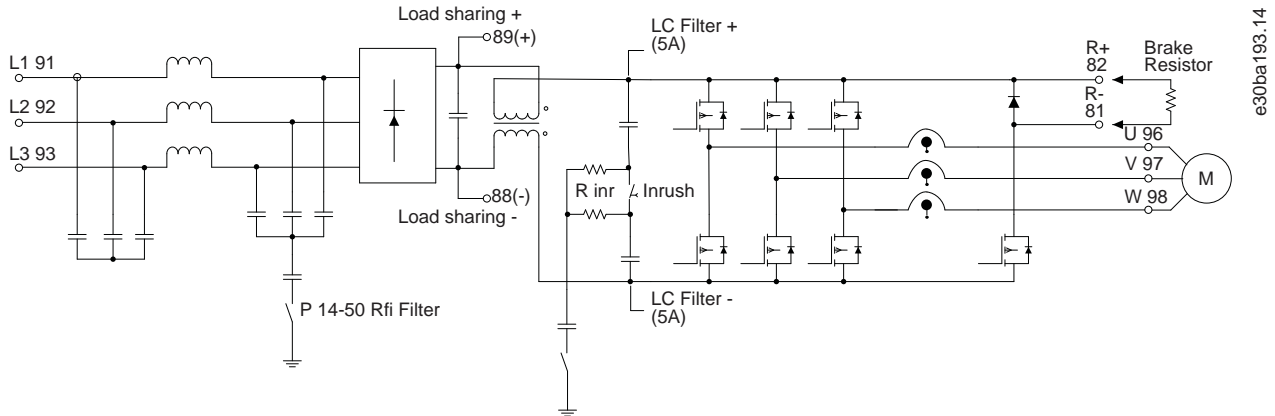 Load sharing +
89(+)
LC Filter +
(5A)
R+
82
Brake
Resistor
e30ba193.14
L1 91
R-
81
L2 92
U 96
L3 93
V 97
R inr
Inrush
M
88(-)
W 98
Load sharing -
LC Filter -
(5A)
P 14-50 Rfi Filter